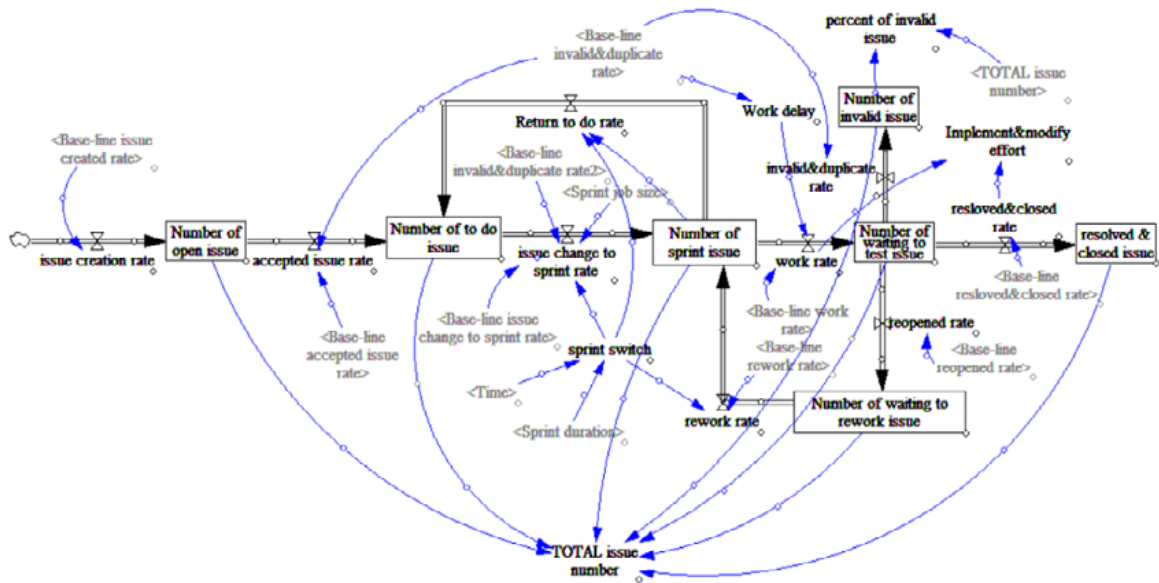 <Base-line
invalid&duplicate
rate>
percent of invalid
issue
<TOTAL issue
number>
Number of
invalid issue
Work delay
Return to do rate
Implement&modify
effort
<Base-line issue
created rate>
<Base-line
invalid&duplicate rate2>
<Sprint job size>
invalid&duplicate
rate
resloved&closed
rate
Number of
open issue
Number of to do
issue
Number of
sprint issue
Number of
waiting to
test issue
resolved &
closed issue
issue creation rate
accepted issue rate
issue change to
sprint rate
work rate
<Base-line
resloved&closed rate>
<Base-line
accepted issue
rate>
<Base-line issue
change to sprint rate>
<Base-line work
rate>
<Base-line
rework rate>
reopened rate
<Base-line
reopened rate>
sprint switch
<Time>
<Sprint duration>
rework rate
Number of waiting to
rework issue
TOTAL issue
number